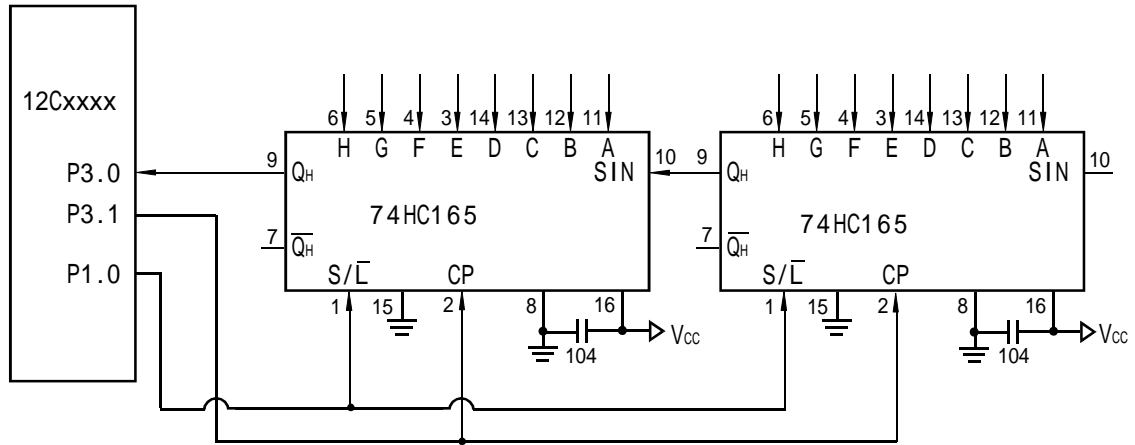 12Cxxxx
P3.0
P3.1
P1.0
6 5 4 3 14 13 12 11
H G F E D C B A
9 QH SIN 10
74HC165
7 Q̅H̅
S/L̅ CP
1 15 2 8 16
104 VCC
6 5 4 3 14 13 12 11
H G F E D C B A
9 QH SIN 10
74HC165
7 Q̅H̅
S/L̅ CP
1 15 2 8 16
104 VCC